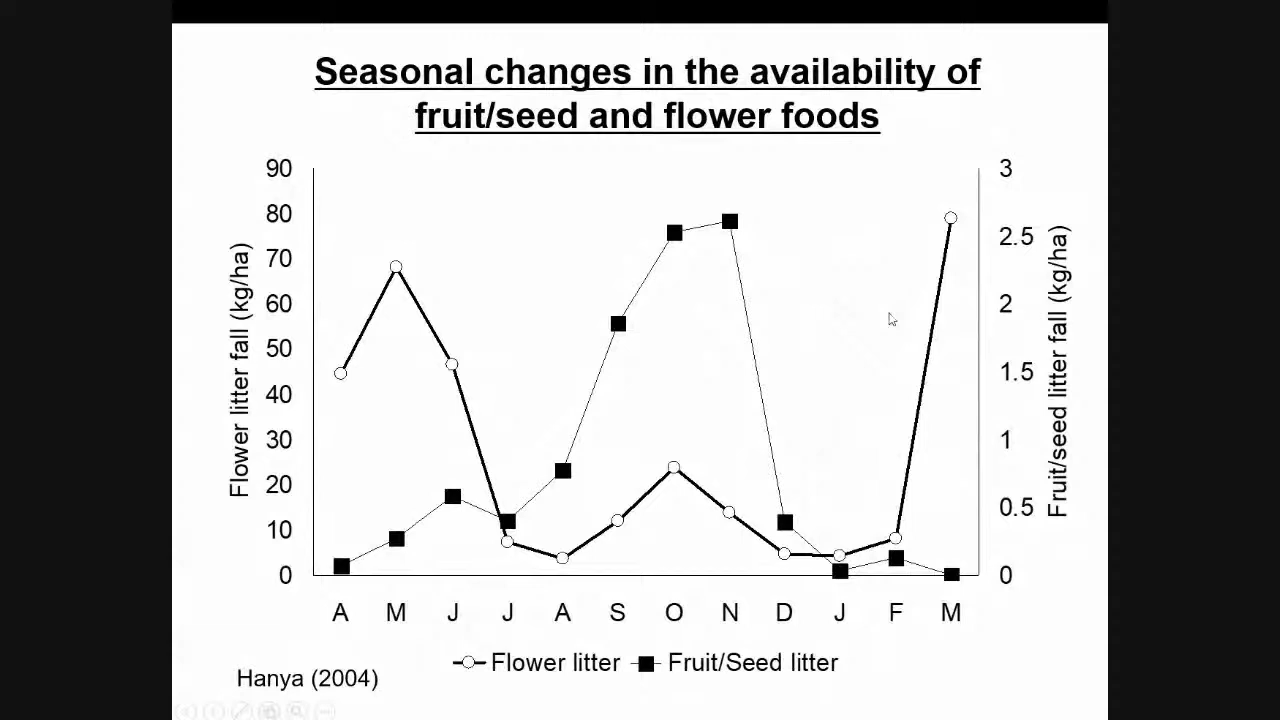 Seasonal changes in the availability of
fruit/seed and flower foods
90
80
70
60
50
40
30
20
10
0
Flower litter fall (kg/ha)
3
2.5
2
1.5
1
0.5
0
Fruit/seed litter fall (kg/ha)
A M J J A S O N D J F M
Flower litter Fruit/Seed litter
Hanya (2004)